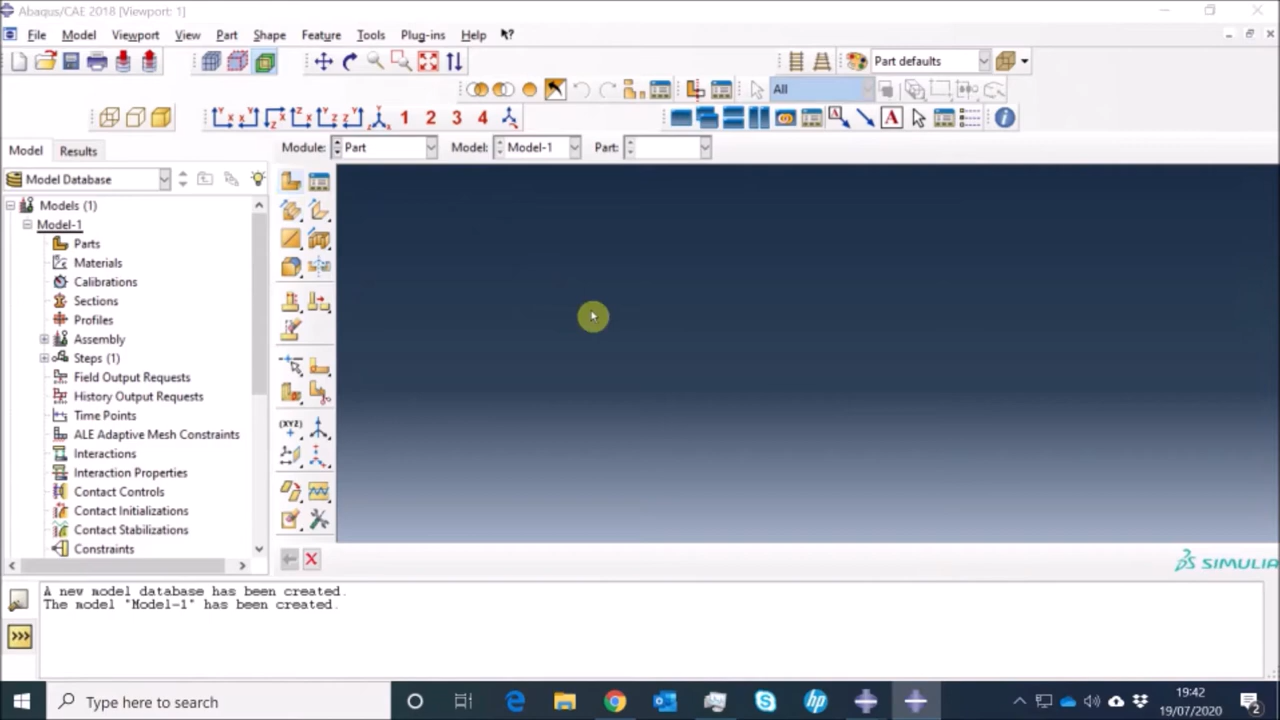 Abaqus/CAE 2018 [Viewport: 1]
File Model Viewport View Part Shape Feature Tools Plug-ins Help
Part defaults
All
1 2 3 4
Model Results
Module: Part Model: Model-1 Part:
Model Database
Models (1)
Model-1
Parts
Materials
Calibrations
Sections
Profiles
Assembly
Steps (1)
Field Output Requests
History Output Requests
Time Points
ALE Adaptive Mesh Constraints
Interactions
Interaction Properties
Contact Controls
Contact Initializations
Contact Stabilizations
Constraints
(XYZ)
SIMULIA
A new model database has been created.
The model "Model-1" has been created.
>>>
Type here to search
19:42
19/07/2020
2